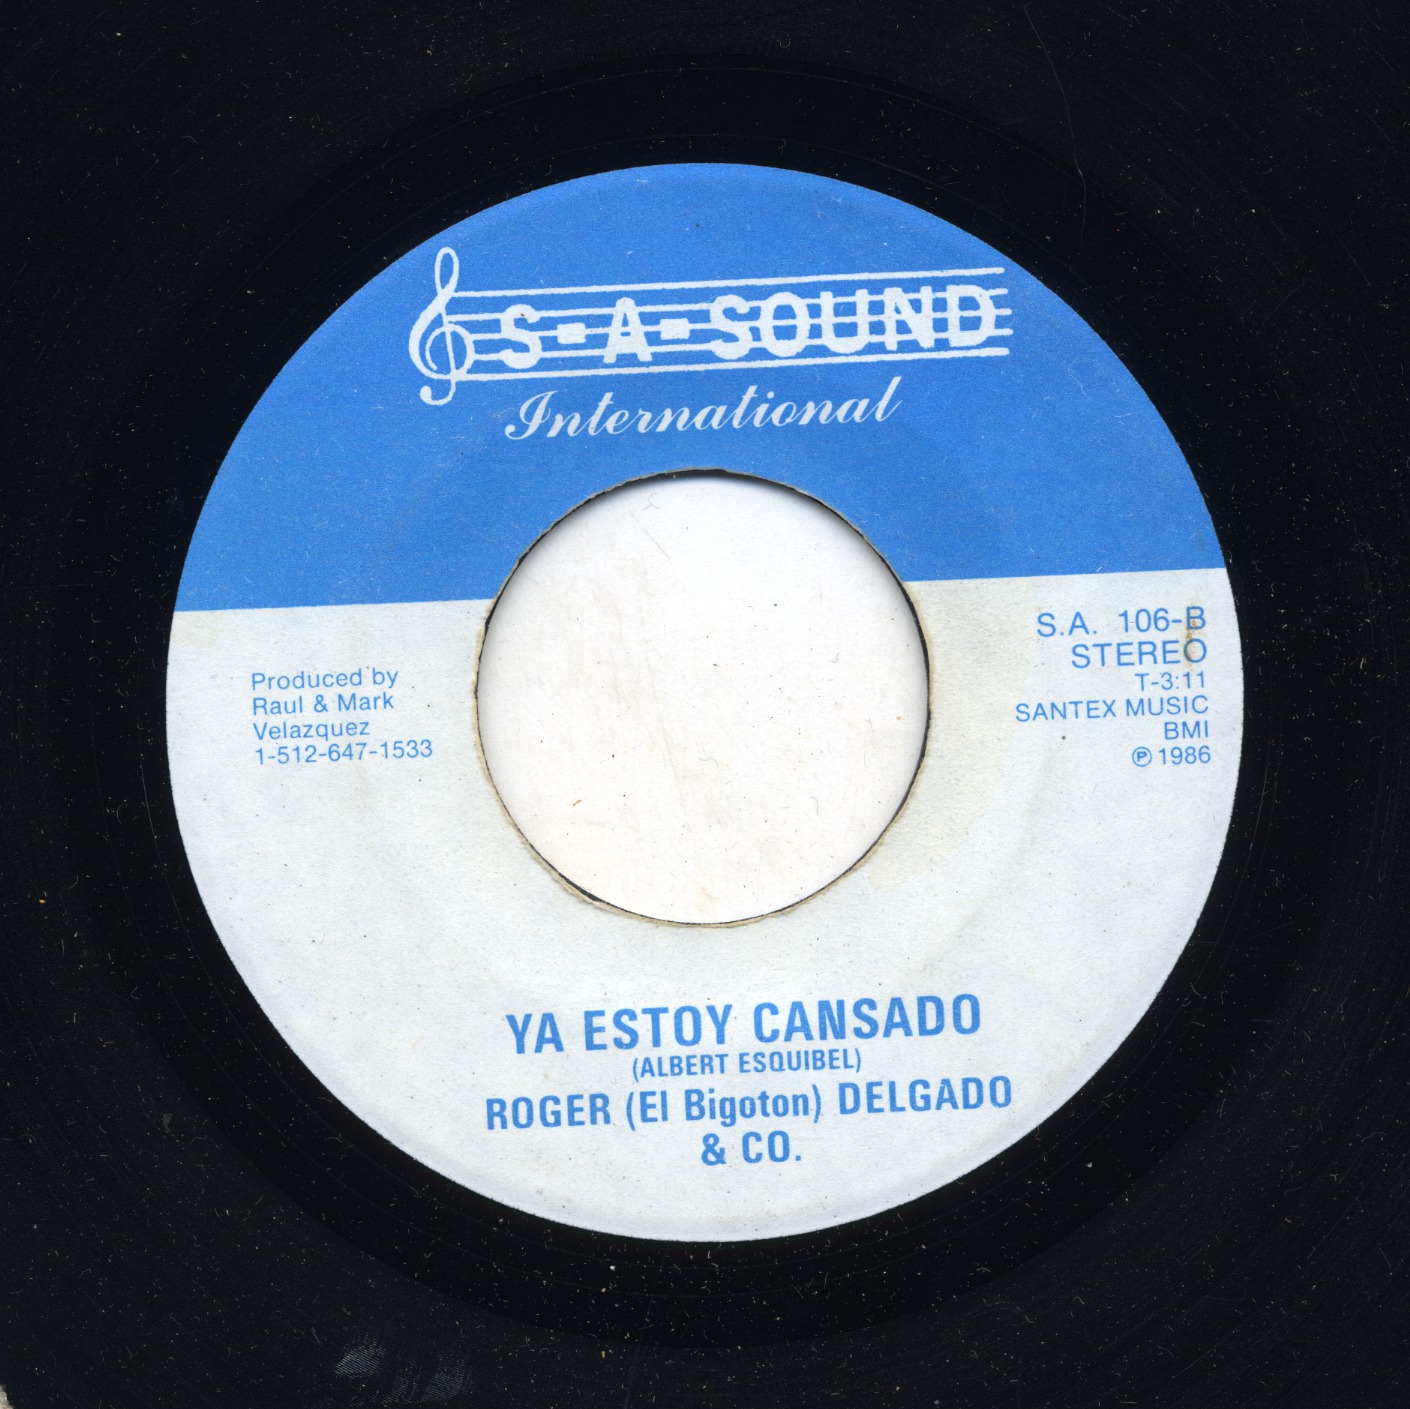 S-A-SOUND
International
Produced by
Raul & Mark
Velazquez
1-512-647-1533
S.A. 106-B
STEREO
T-3:11
SANTEX MUSIC
BMI
℗ 1986
YA ESTOY CANSADO
(ALBERT ESQUIBEL)
ROGER (El Bigoton) DELGADO
& CO.